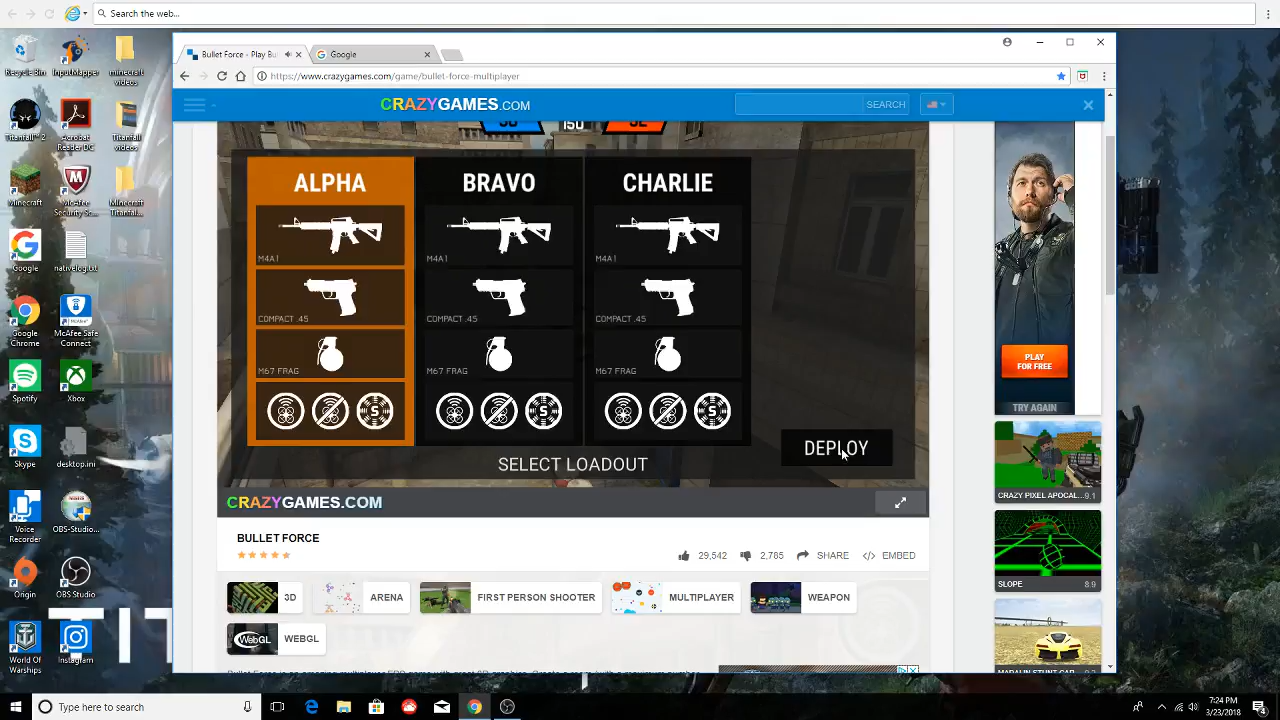 Search the web...
Bullet Force - Play Bu
Google
https://www.crazygames.com/game/bullet-force-multiplayer
CRAZYGAMES.COM
SEARCH
150
ALPHA
BRAVO
CHARLIE
M4A1
M4A1
M4A1
COMPACT .45
COMPACT .45
COMPACT .45
M67 FRAG
M67 FRAG
M67 FRAG
S
S
S
DEPLOY
SELECT LOADOUT
CRAZYGAMES.COM
BULLET FORCE
29,542
2,785
SHARE
</> EMBED
3D
ARENA
FIRST PERSON SHOOTER
MULTIPLAYER
WEAPON
WebGL
WEBGL
PLAY
FOR FREE
TRY AGAIN
CRAZY PIXEL APOCAL...
9.1
SLOPE
8.9
Recycle Bin
InputMapper
minecraft
videos
Titanfall™ 2
Acrobat
Reader DC
Titanfall
videos
Minecraft
McAfee
Security Sc...
Minecraft
Titanfal...
Google
nativelog.txt
Google
Chrome
McAfee Safe
Connect
Spotify
Xbox
Skype
desktop.ini
Voice
Recorder
OBS-Studio...
Origin
OBS Studio
World Of
Warships
Instagram
TIT
Type here to search
7:24 PM
3/23/2018